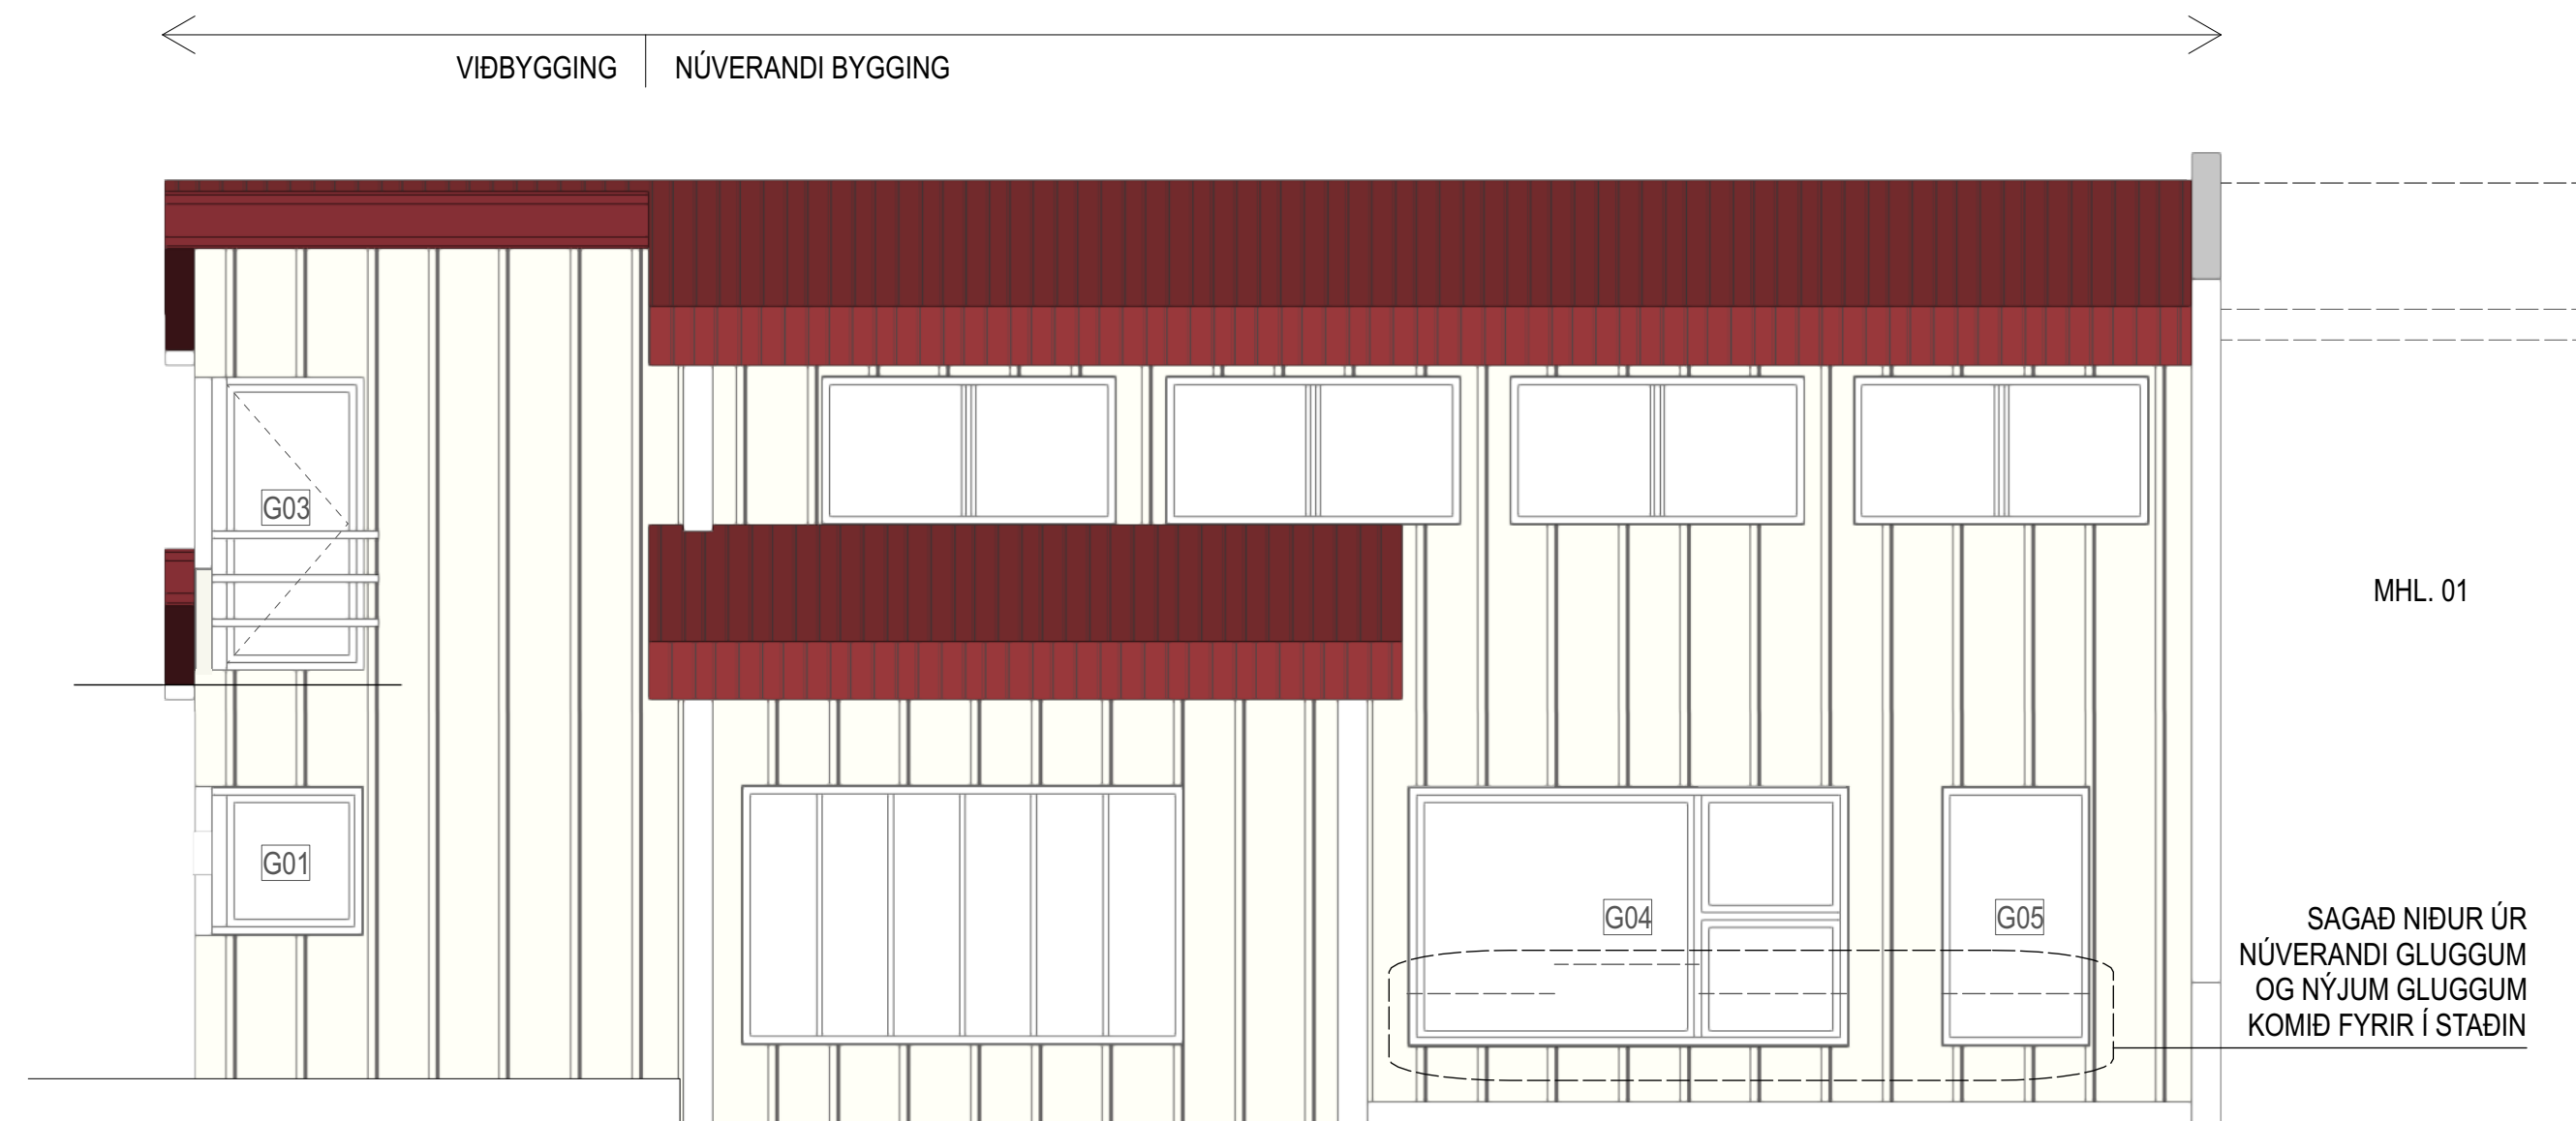 VIÐBYGGING
NÚVERANDI BYGGING
G03
MHL. 01
G01
G04
G05
SAGAÐ NIÐUR ÚR
NÚVERANDI GLUGGUM
OG NÝJUM GLUGGUM
KOMIÐ FYRIR Í STAÐIN